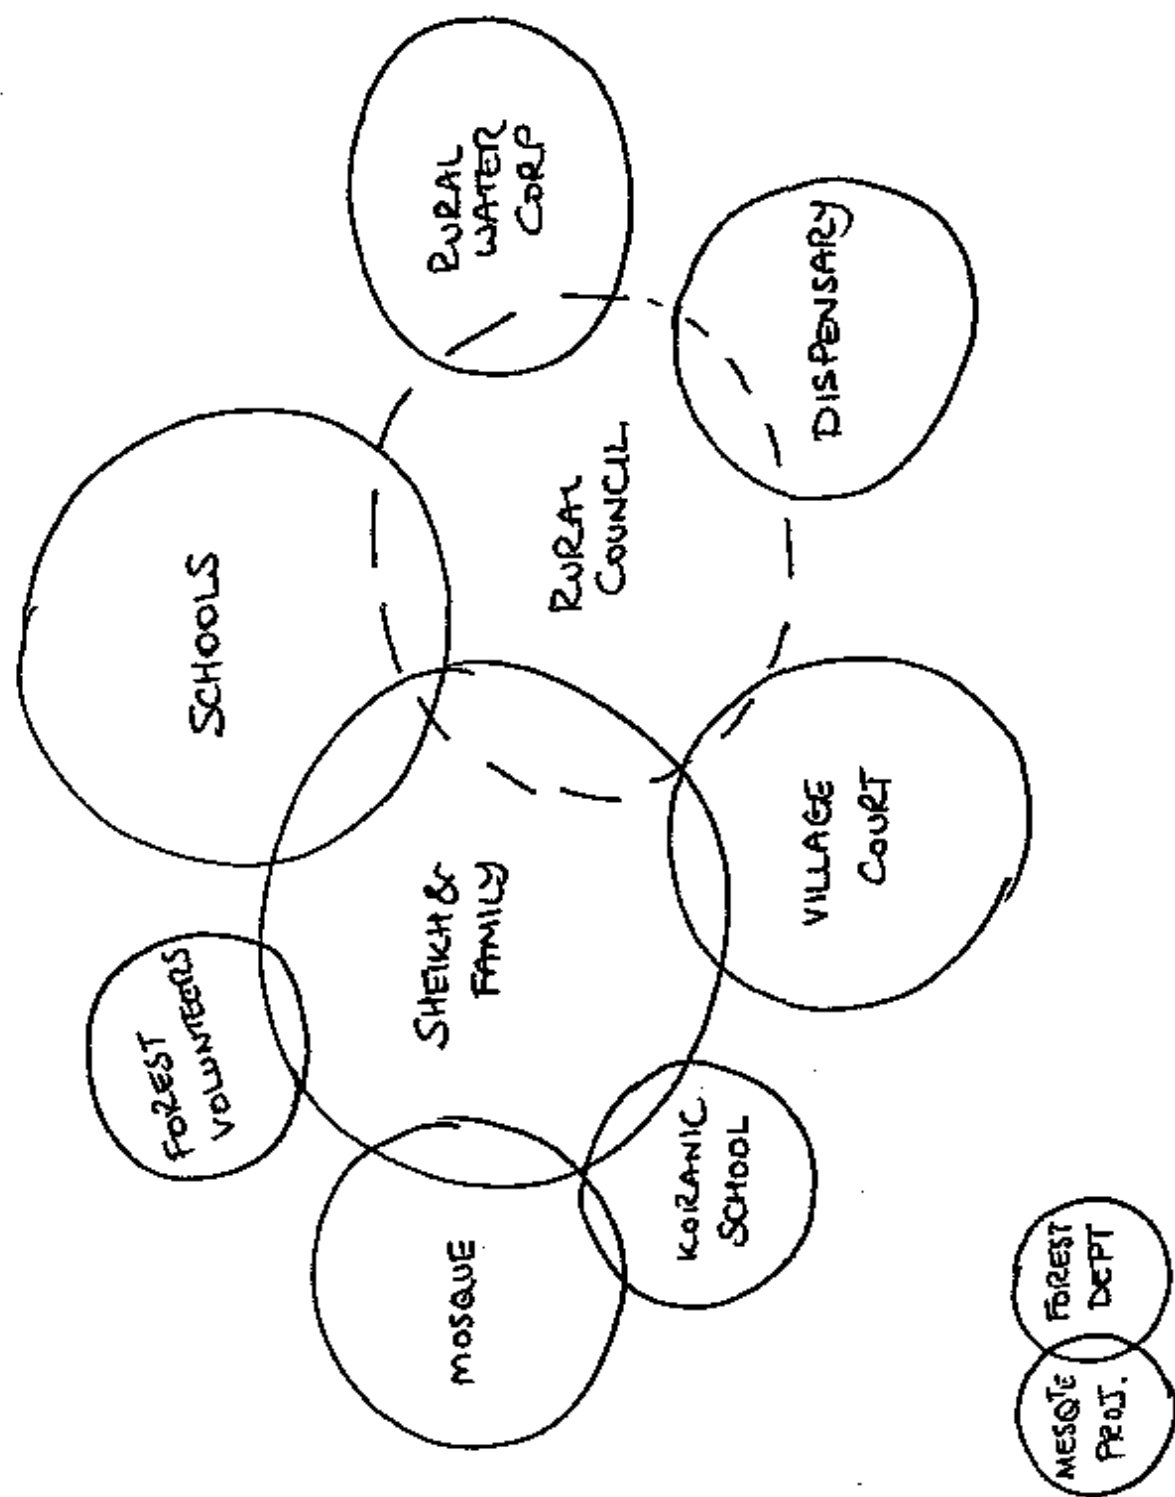 SCHOOLS
RURAL
WATER
CORP
FOREST
VOLUNTEERS
SHEIKH &
FAMILY
RURAL
COUNCIL
DISPENSARY
MOSQUE
KORANIC
SCHOOL
VILLAGE
COURT
MESQTE
PROJ.
FOREST
DEPT